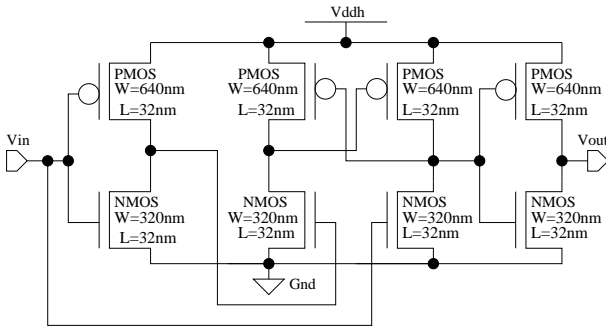 Vddh
PMOS
W=640nm
L=32nm
PMOS
W=640nm
L=32nm
PMOS
W=640nm
L=32nm
PMOS
W=640nm
L=32nm
Vin
Vout
NMOS
W=320nm
L=32nm
NMOS
W=320nm
L=32nm
NMOS
W=320nm
L=32nm
NMOS
W=320nm
L=32nm
Gnd